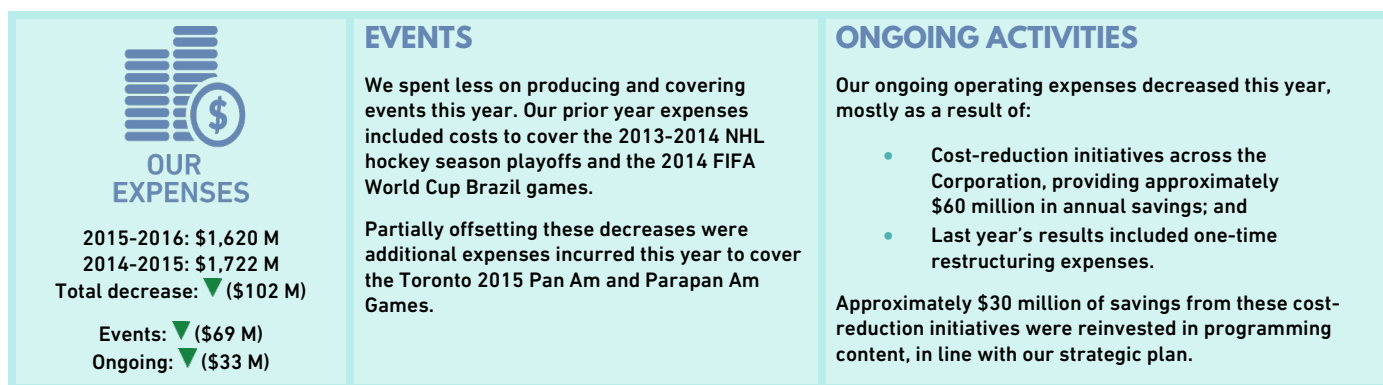 $
OUR
EXPENSES
2015-2016: $1,620 M
2014-2015: $1,722 M
Total decrease: ▼ ($102 M)
Events: ▼ ($69 M)
Ongoing: ▼ ($33 M)
EVENTS
We spent less on producing and covering
events this year. Our prior year expenses
included costs to cover the 2013-2014 NHL
hockey season playoffs and the 2014 FIFA
World Cup Brazil games.
Partially offsetting these decreases were
additional expenses incurred this year to cover
the Toronto 2015 Pan Am and Parapan Am
Games.
ONGOING ACTIVITIES
Our ongoing operating expenses decreased this year,
mostly as a result of:
• Cost-reduction initiatives across the
Corporation, providing approximately
$60 million in annual savings; and
• Last year's results included one-time
restructuring expenses.
Approximately $30 million of savings from these cost-
reduction initiatives were reinvested in programming
content, in line with our strategic plan.